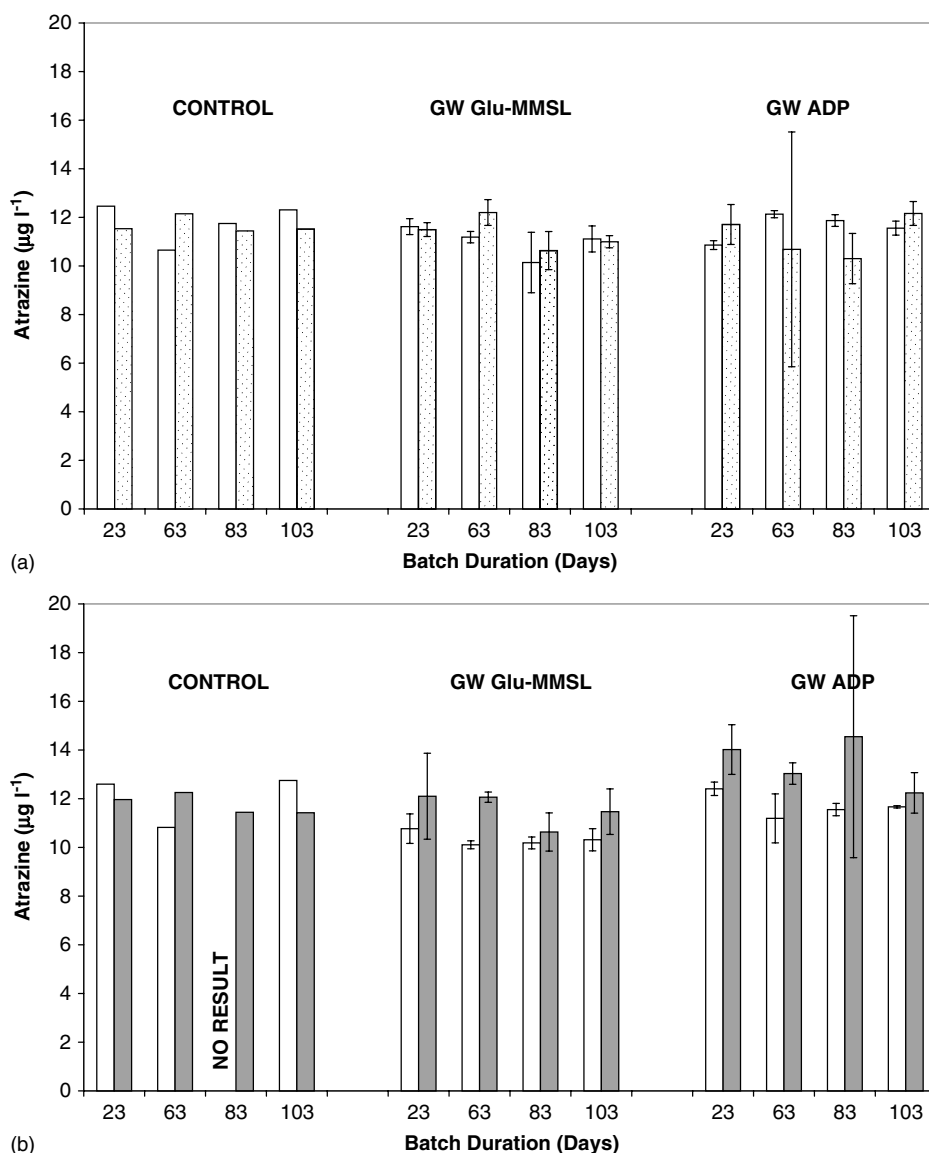 20
18
16
14
12
10
8
6
4
2
0
Atrazine (µg l⁻¹)
CONTROL GW Glu-MMSL GW ADP
23 63 83 103 23 63 83 103 23 63 83 103
(a) Batch Duration (Days)
20
18
16
14
12
10
8
6
4
2
0
Atrazine (µg l⁻¹)
CONTROL GW Glu-MMSL GW ADP
NO RESULT
23 63 83 103 23 63 83 103 23 63 83 103
(b) Batch Duration (Days)